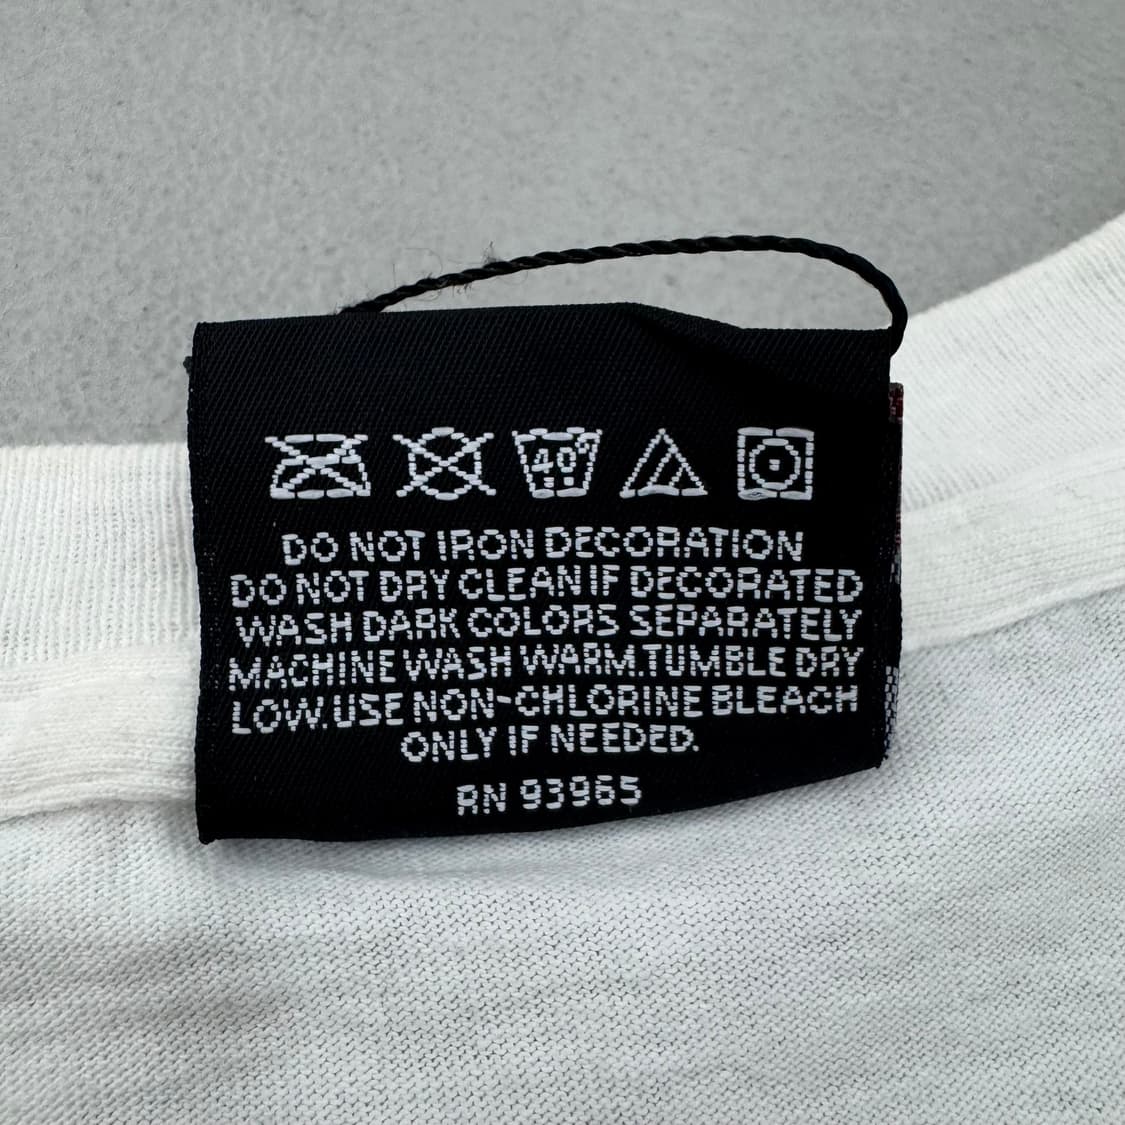 40°
DO NOT IRON DECORATION
DO NOT DRY CLEAN IF DECORATED
WASH DARK COLORS SEPARATELY
MACHINE WASH WARM.TUMBLE DRY
LOW.USE NON-CHLORINE BLEACH
ONLY IF NEEDED.
RN 93965